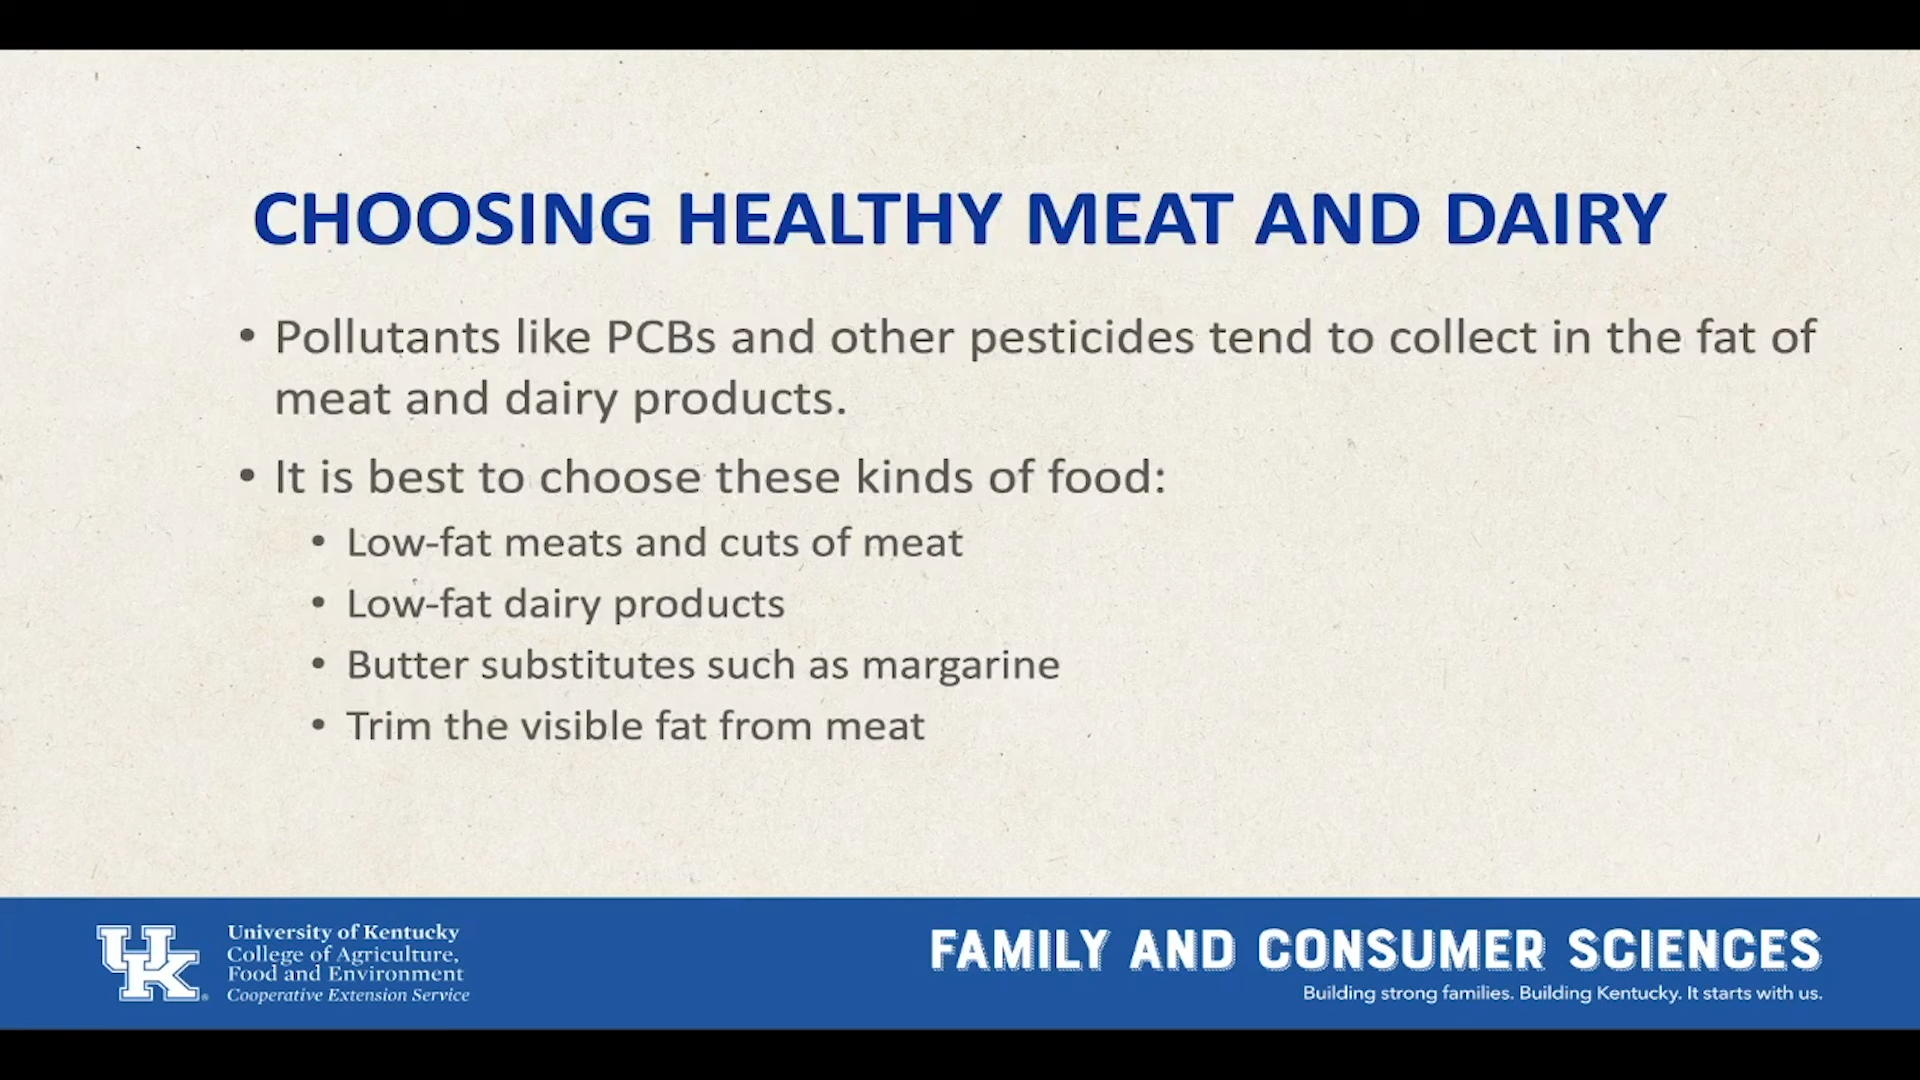 CHOOSING HEALTHY MEAT AND DAIRY
• Pollutants like PCBs and other pesticides tend to collect in the fat of
meat and dairy products.
• It is best to choose these kinds of food:
• Low-fat meats and cuts of meat
• Low-fat dairy products
• Butter substitutes such as margarine
• Trim the visible fat from meat
UK
University of Kentucky
College of Agriculture,
Food and Environment
Cooperative Extension Service
FAMILY AND CONSUMER SCIENCES
Building strong families. Building Kentucky. It starts with us.